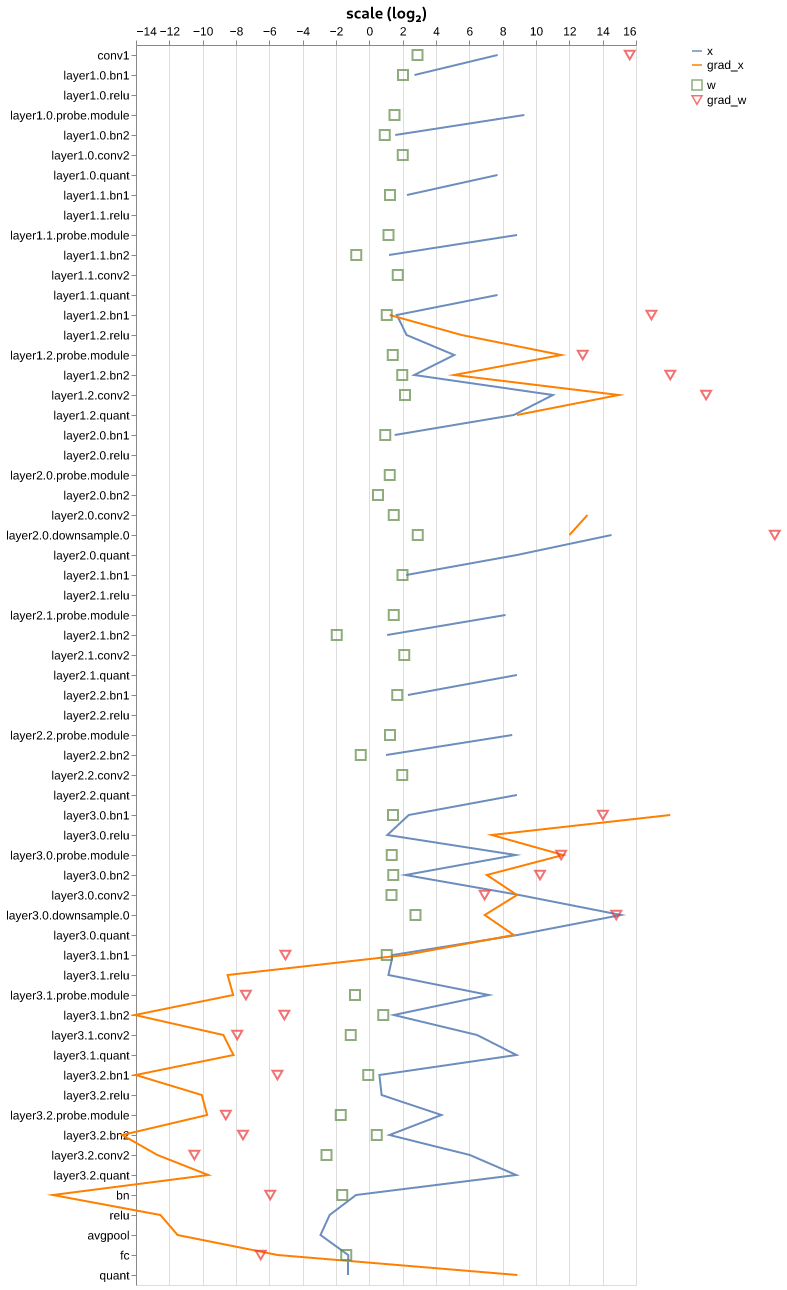 scale (log₂)
−14 −12 −10 −8 −6 −4 −2 0 2 4 6 8 10 12 14 16
conv1
layer1.0.bn1
layer1.0.relu
layer1.0.probe.module
layer1.0.bn2
layer1.0.conv2
layer1.0.quant
layer1.1.bn1
layer1.1.relu
layer1.1.probe.module
layer1.1.bn2
layer1.1.conv2
layer1.1.quant
layer1.2.bn1
layer1.2.relu
layer1.2.probe.module
layer1.2.bn2
layer1.2.conv2
layer1.2.quant
layer2.0.bn1
layer2.0.relu
layer2.0.probe.module
layer2.0.bn2
layer2.0.conv2
layer2.0.downsample.0
layer2.0.quant
layer2.1.bn1
layer2.1.relu
layer2.1.probe.module
layer2.1.bn2
layer2.1.conv2
layer2.1.quant
layer2.2.bn1
layer2.2.relu
layer2.2.probe.module
layer2.2.bn2
layer2.2.conv2
layer2.2.quant
layer3.0.bn1
layer3.0.relu
layer3.0.probe.module
layer3.0.bn2
layer3.0.conv2
layer3.0.downsample.0
layer3.0.quant
layer3.1.bn1
layer3.1.relu
layer3.1.probe.module
layer3.1.bn2
layer3.1.conv2
layer3.1.quant
layer3.2.bn1
layer3.2.relu
layer3.2.probe.module
layer3.2.bn2
layer3.2.conv2
layer3.2.quant
bn
relu
avgpool
fc
quant
x
grad_x
w
grad_w